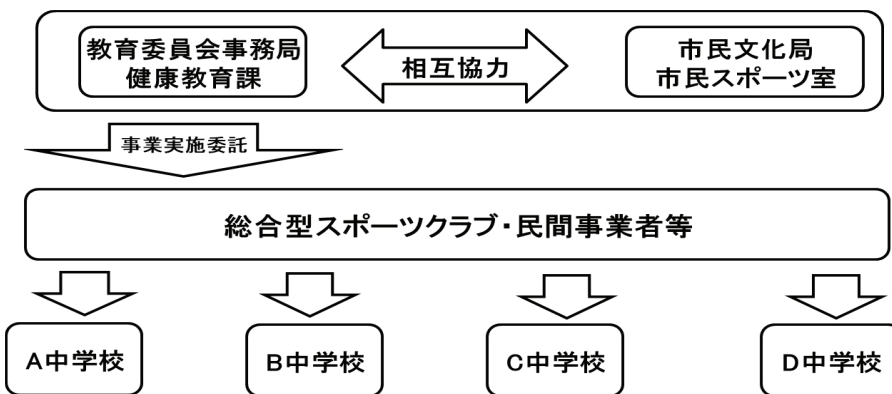 教育委員会事務局
健康教育課
相互協力
市民文化局
市民スポーツ室
事業実施委託
総合型スポーツクラブ・民間事業者等
A中学校
B中学校
C中学校
D中学校